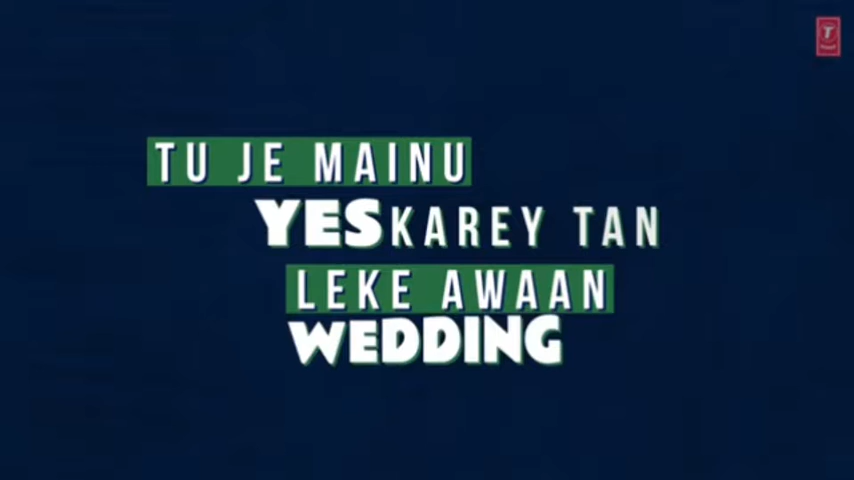 TU JE MAINU
YES KAREY TAN
LEKE AWAAN
WEDDING